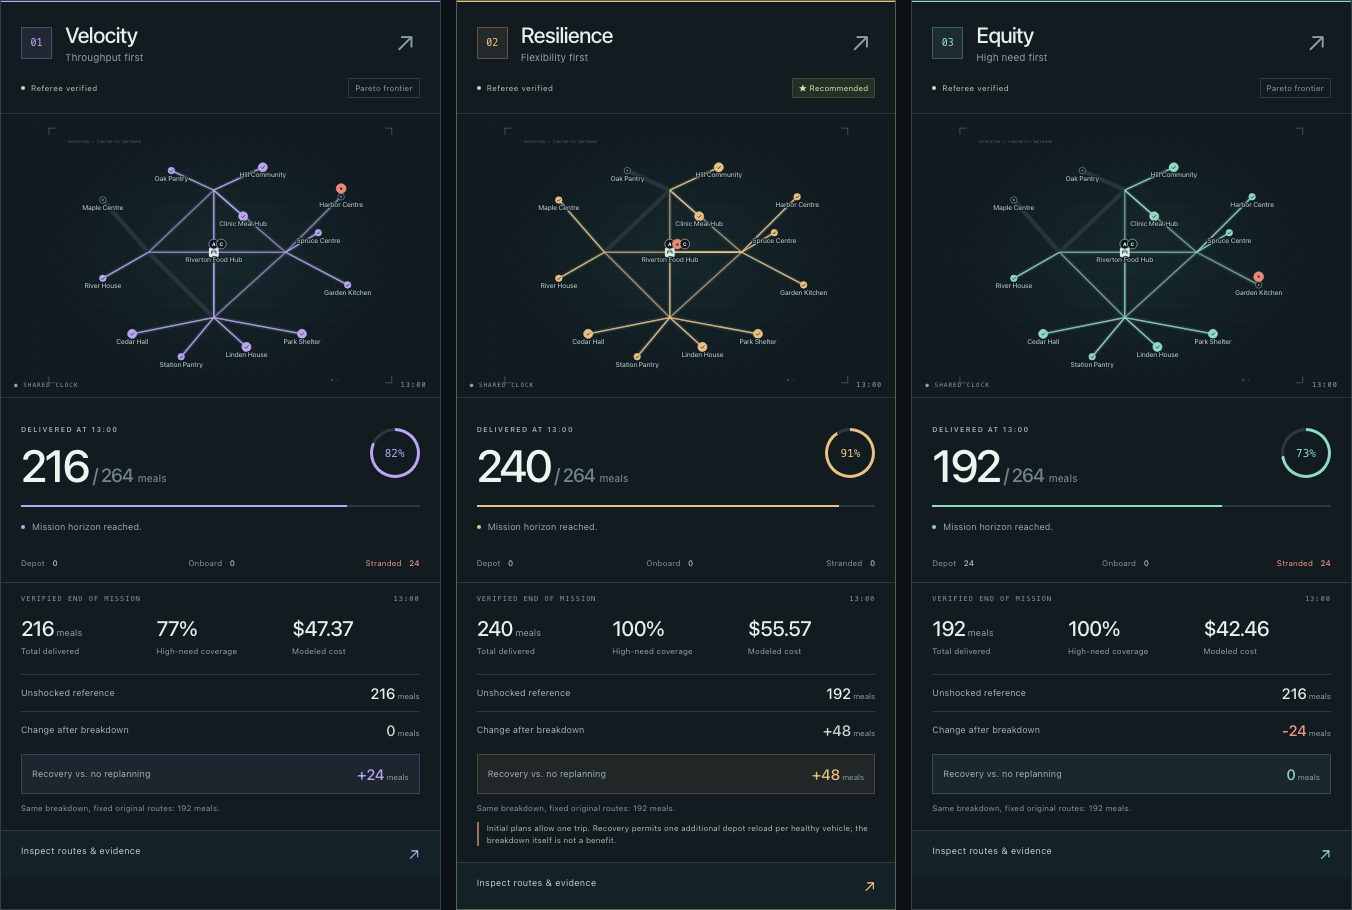 01
Velocity
Throughput first
Referee verified
Pareto frontier
RIVERTON / SYNTHETIC NETWORK
Oak Pantry
Hill Community
Maple Centre
Harbor Centre
Clinic Meal Hub
Spruce Centre
A C
Riverton Food Hub
River House
Garden Kitchen
Cedar Hall
Park Shelter
Linden House
Station Pantry
SHARED CLOCK
13:00
DELIVERED AT 13:00
216 / 264 meals
82%
Mission horizon reached.
Depot 0
Onboard 0
Stranded 24
VERIFIED END OF MISSION
13:00
216 meals
77%
$47.37
Total delivered
High-need coverage
Modeled cost
Unshocked reference
216 meals
Change after breakdown
0 meals
Recovery vs. no replanning
+24 meals
Same breakdown, fixed original routes: 192 meals.
Inspect routes & evidence
02
Resilience
Flexibility first
Referee verified
★ Recommended
RIVERTON / SYNTHETIC NETWORK
Oak Pantry
Hill Community
Maple Centre
Harbor Centre
Clinic Meal Hub
Spruce Centre
A C
Riverton Food Hub
River House
Garden Kitchen
Cedar Hall
Park Shelter
Linden House
Station Pantry
SHARED CLOCK
13:00
DELIVERED AT 13:00
240 / 264 meals
91%
Mission horizon reached.
Depot 0
Onboard 0
Stranded 0
VERIFIED END OF MISSION
13:00
240 meals
100%
$55.57
Total delivered
High-need coverage
Modeled cost
Unshocked reference
192 meals
Change after breakdown
+48 meals
Recovery vs. no replanning
+48 meals
Same breakdown, fixed original routes: 192 meals.
Initial plans allow one trip. Recovery permits one additional depot reload per healthy vehicle; the
breakdown itself is not a benefit.
Inspect routes & evidence
03
Equity
High need first
Referee verified
Pareto frontier
RIVERTON / SYNTHETIC NETWORK
Oak Pantry
Hill Community
Maple Centre
Harbor Centre
Clinic Meal Hub
Spruce Centre
A C
Riverton Food Hub
River House
Garden Kitchen
Cedar Hall
Park Shelter
Linden House
Station Pantry
SHARED CLOCK
13:00
DELIVERED AT 13:00
192 / 264 meals
73%
Mission horizon reached.
Depot 24
Onboard 0
Stranded 24
VERIFIED END OF MISSION
13:00
192 meals
100%
$42.46
Total delivered
High-need coverage
Modeled cost
Unshocked reference
216 meals
Change after breakdown
-24 meals
Recovery vs. no replanning
0 meals
Same breakdown, fixed original routes: 192 meals.
Inspect routes & evidence